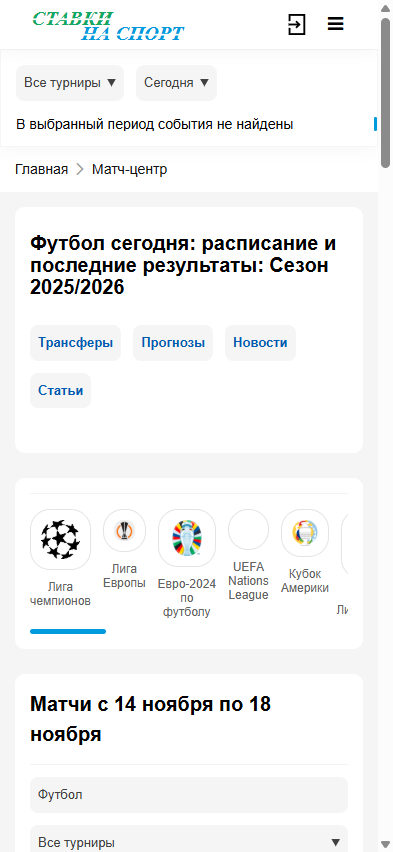 СТАВКИ
НА СПОРТ
Все турниры ▼ Сегодня ▼
В выбранный период события не найдены
Главная > Матч-центр
Футбол сегодня: расписание и
последние результаты: Сезон
2025/2026
Трансферы Прогнозы Новости
Статьи
Лига
чемпионов
Лига
Европы
Евро-2024
по
футболу
UEFA
Nations
League
Кубок
Америки
Ли
Матчи с 14 ноября по 18
ноября
Футбол
Все турниры ▼